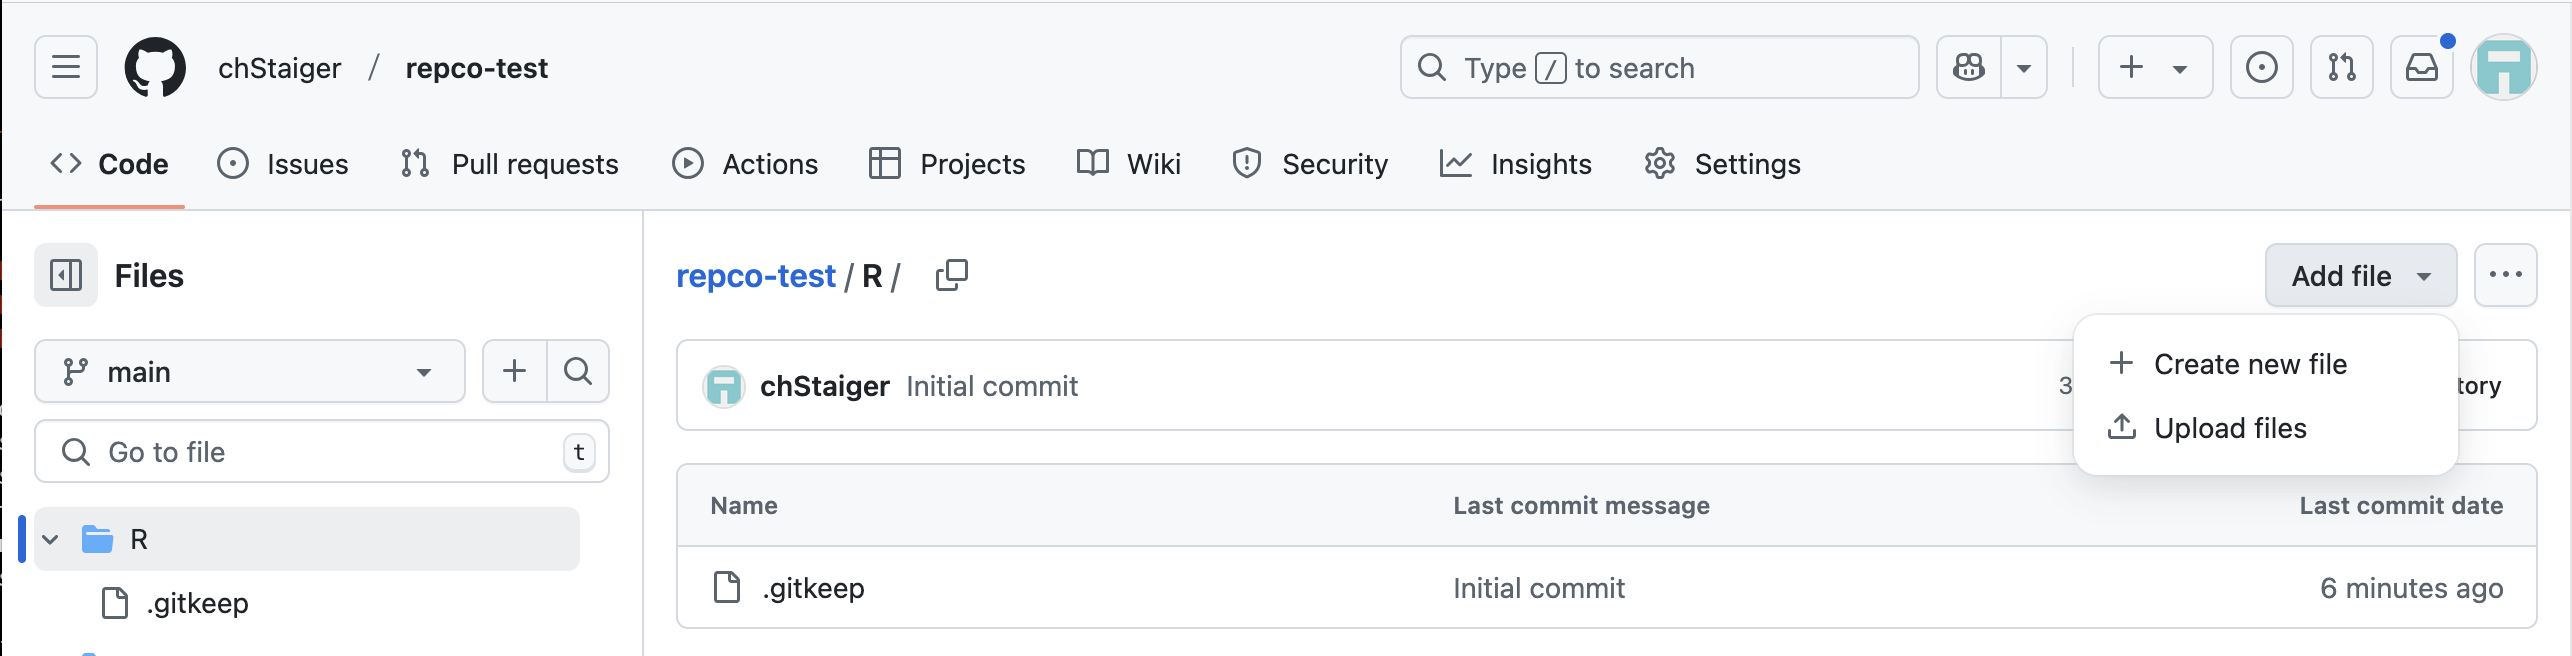 chStaiger / repco-test
Type / to search
Code
Issues
Pull requests
Actions
Projects
Wiki
Security
Insights
Settings
Files
main
Go to file
t
R
.gitkeep
repco-test / R /
Add file
Create new file
Upload files
chStaiger Initial commit
3
tory
Name Last commit message Last commit date
.gitkeep Initial commit 6 minutes ago